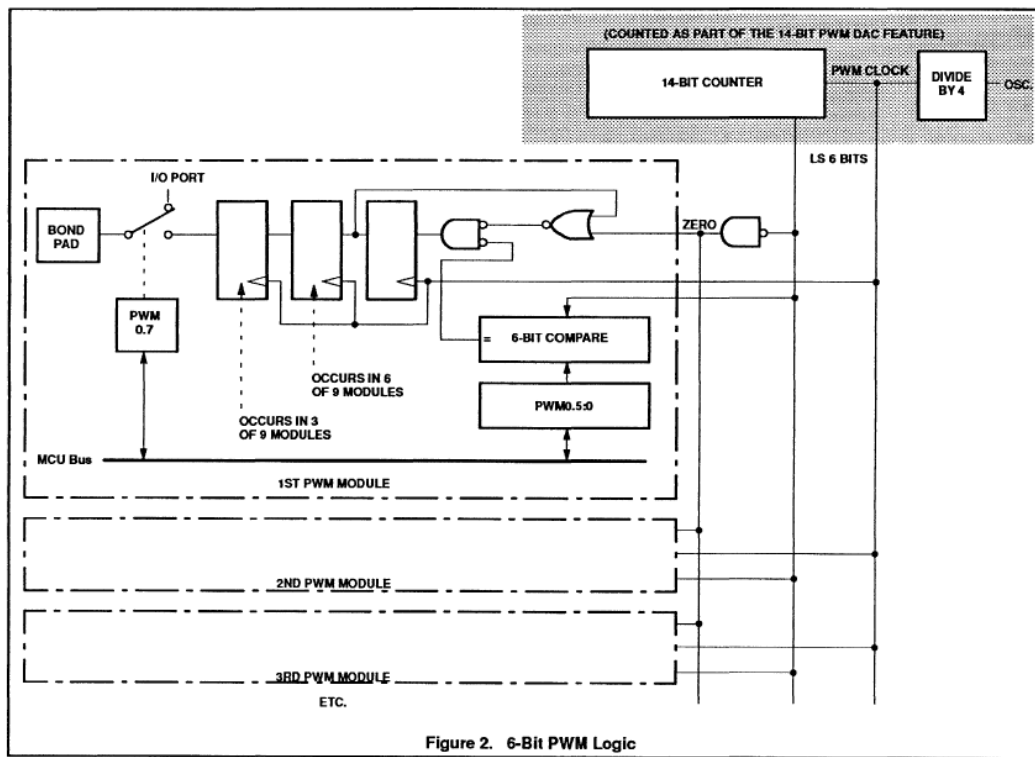 (COUNTED AS PART OF THE 14-BIT PWM DAC FEATURE)
14-BIT COUNTER
PWM CLOCK
DIVIDE
BY 4
OSC.
LS 6 BITS
I/O PORT
BOND
PAD
ZERO
PWM
0.7
= 6-BIT COMPARE
OCCURS IN 6
OF 9 MODULES
PWM0.5:0
OCCURS IN 3
OF 9 MODULES
MCU Bus
1ST PWM MODULE
2ND PWM MODULE
3RD PWM MODULE
ETC.
Figure 2. 6-Bit PWM Logic